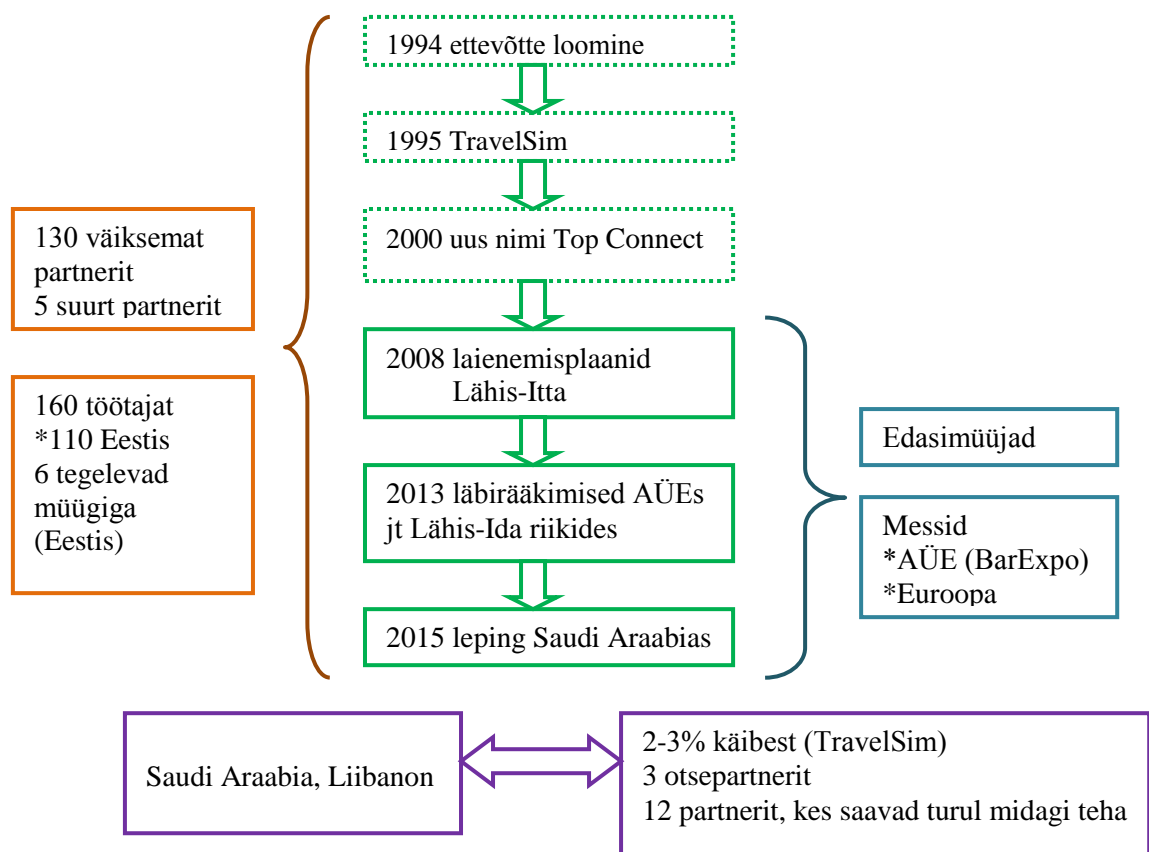 1994 ettevõtte loomine
1995 TravelSim
2000 uus nimi Top Connect
130 väiksemat
partnerit
5 suurt partnerit
2008 laienemisplaanid
Lähis-Itta
160 töötajat
*110 Eestis
6 tegelevad
müügiga
(Eestis)
Edasimüüjad
2013 läbirääkimised AÜEs
jt Lähis-Ida riikides
Messid
*AÜE (BarExpo)
*Euroopa
2015 leping Saudi Araabias
Saudi Araabia, Liibanon
2-3% käibest (TravelSim)
3 otsepartnerit
12 partnerit, kes saavad turul midagi teha